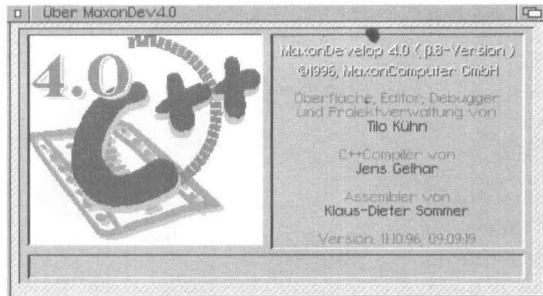 Über MaxonDev4.0
4.0
C++
MaxonDevelop 4.0 ( β.8-Version )
©1996, MaxonComputer GmbH
Oberfläche, Editor, Debugger
und Projektverwaltung von
Tilo Kühn
C++Compiler von
Jens Gelhar
Assembler von
Klaus-Dieter Sommer
Version: 11.10.96, 09:09:19